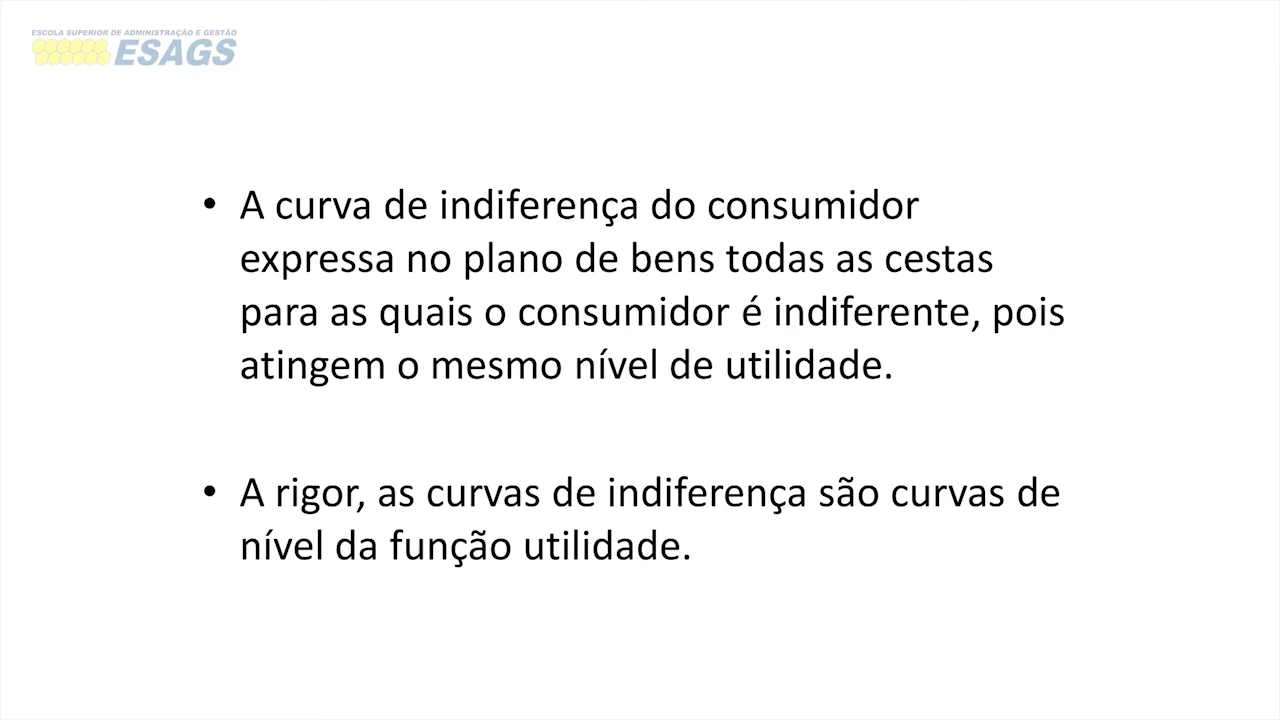 ESCOLA SUPERIOR DE ADMINISTRAÇÃO E GESTÃO
ESAGS
• A curva de indiferença do consumidor
expressa no plano de bens todas as cestas
para as quais o consumidor é indiferente, pois
atingem o mesmo nível de utilidade.
• A rigor, as curvas de indiferença são curvas de
nível da função utilidade.